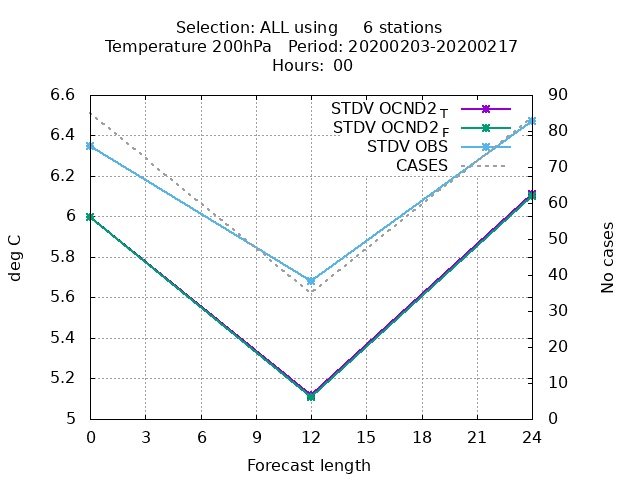 Selection: ALL using     6 stations
Temperature 200hPa   Period: 20200203-20200217
Hours:  00
STDV OCND2_T
STDV OCND2_F
STDV OBS
CASES
6.6
6.4
6.2
6
5.8
5.6
5.4
5.2
5
deg C
90
80
70
60
50
40
30
20
10
0
No cases
0 3 6 9 12 15 18 21 24
Forecast length